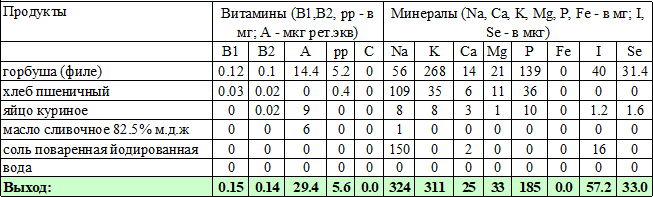 Продукты Витамины (В1,В2, рр - в мг; А - мкг рет.экв) Минералы (Na, Ca, K, Mg, P, Fe - в мг; I, Se - в мкг)
В1 В2 А рр С Na K Ca Mg P Fe I Se
горбуша (филе) 0.12 0.1 14.4 5.2 0 56 268 14 21 139 0 40 31.4
хлеб пшеничный 0.03 0.02 0 0.4 0 109 35 6 11 36 0 0 0
яйцо куриное 0 0.02 9 0 0 8 8 3 1 10 0 1.2 1.6
масло сливочное 82.5% м.д.ж 0 0 6 0 0 1 0 0 0 0 0 0 0
соль поваренная йодированная 0 0 0 0 0 150 0 2 0 0 0 16 0
вода 0 0 0 0 0 0 0 0 0 0 0 0 0
Выход: 0.15 0.14 29.4 5.6 0.0 324 311 25 33 185 0.0 57.2 33.0